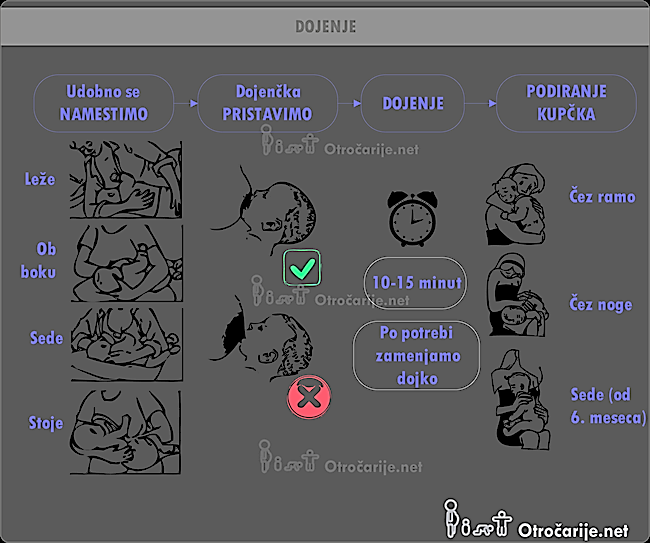 DOJENJE
Udobno se
NAMESTIMO
Dojenčka
PRISTAVIMO
DOJENJE
PODIRANJE
KUPČKA
Otročarije.net
Leže
Ob
boku
Sede
Stoje
Otročarije.net
10-15 minut
Po potrebi
zamenjamo
dojko
Čez ramo
Čez noge
Sede (od
6. meseca)
Otročarije.net
Otročarije.net